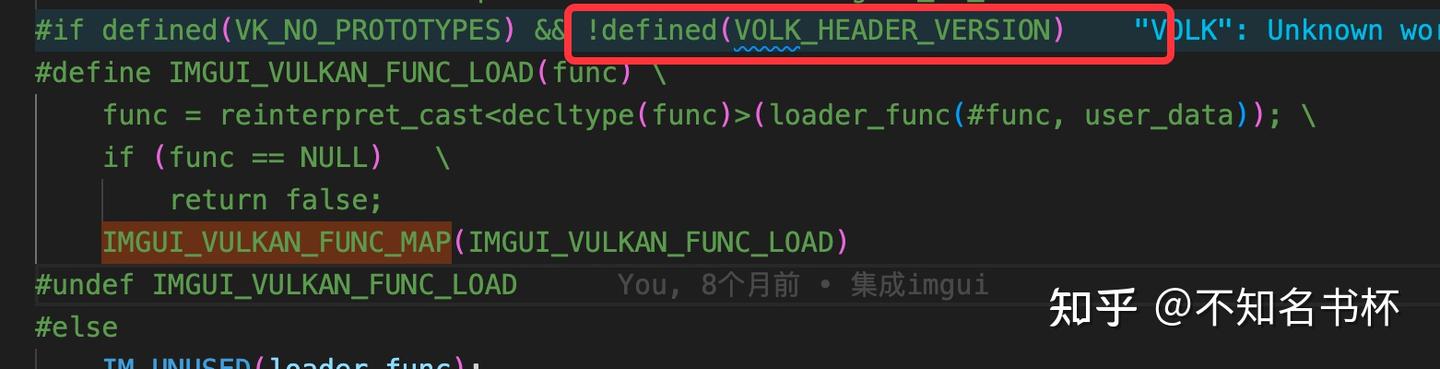 #if defined(VK_NO_PROTOTYPES) && !defined(VOLK_HEADER_VERSION) "VOLK": Unknown
#define IMGUI_VULKAN_FUNC_LOAD(func) \
func = reinterpret_cast<decltype(func)>(loader_func(#func, user_data)); \
if (func == NULL) \
return false;
IMGUI_VULKAN_FUNC_MAP(IMGUI_VULKAN_FUNC_LOAD)
#undef IMGUI_VULKAN_FUNC_LOAD You, 8个月前 • 集成imgui
#else
IM_UNUSED(loader_func);
知乎 @不知名书杯